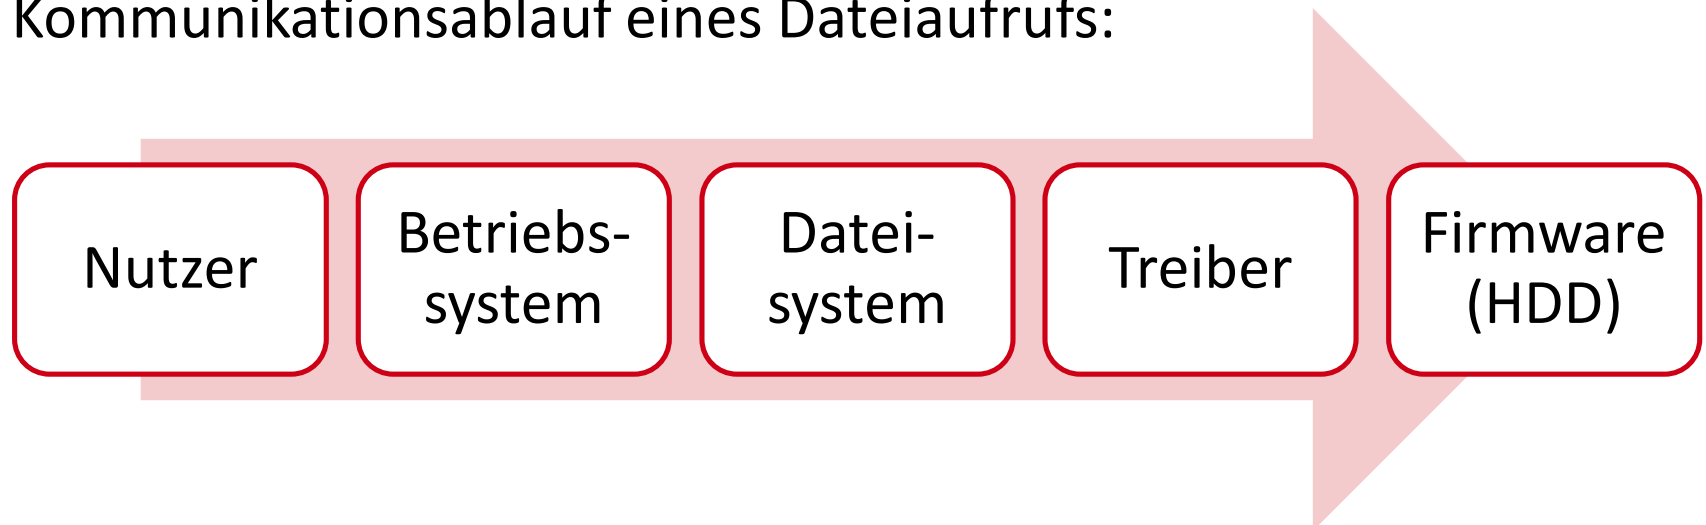 Kommunikationsablauf eines Dateiaufrufs:
Nutzer
Betriebs-
system
Datei-
system
Treiber
Firmware
(HDD)